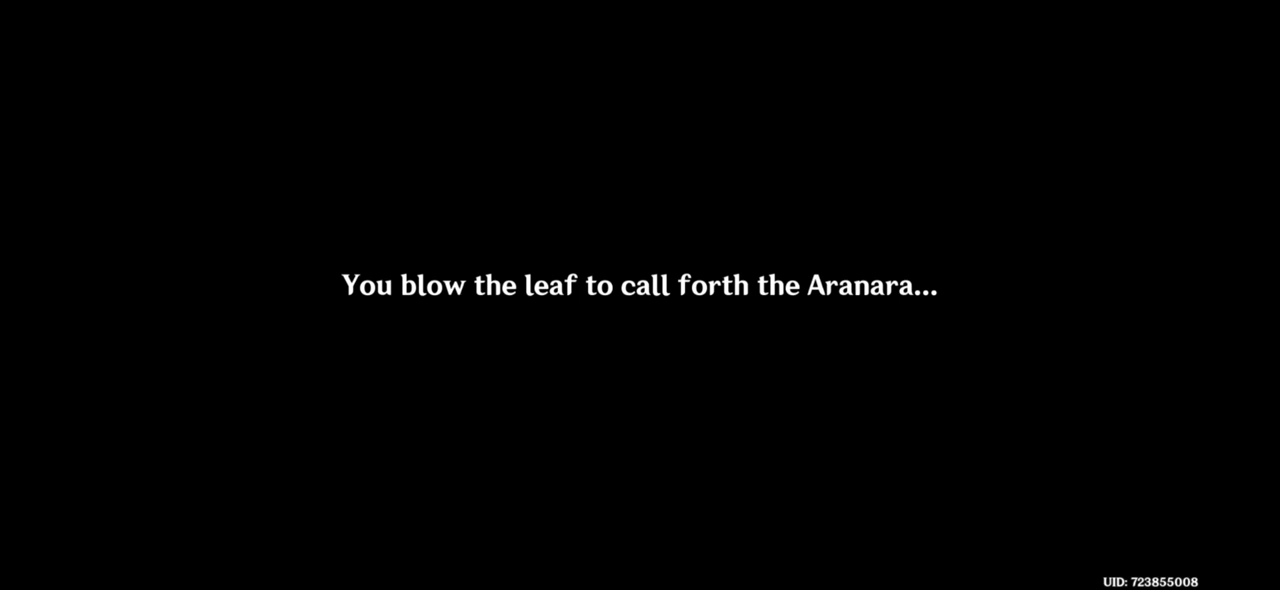 You blow the leaf to call forth the Aranara...
UID: 723855008